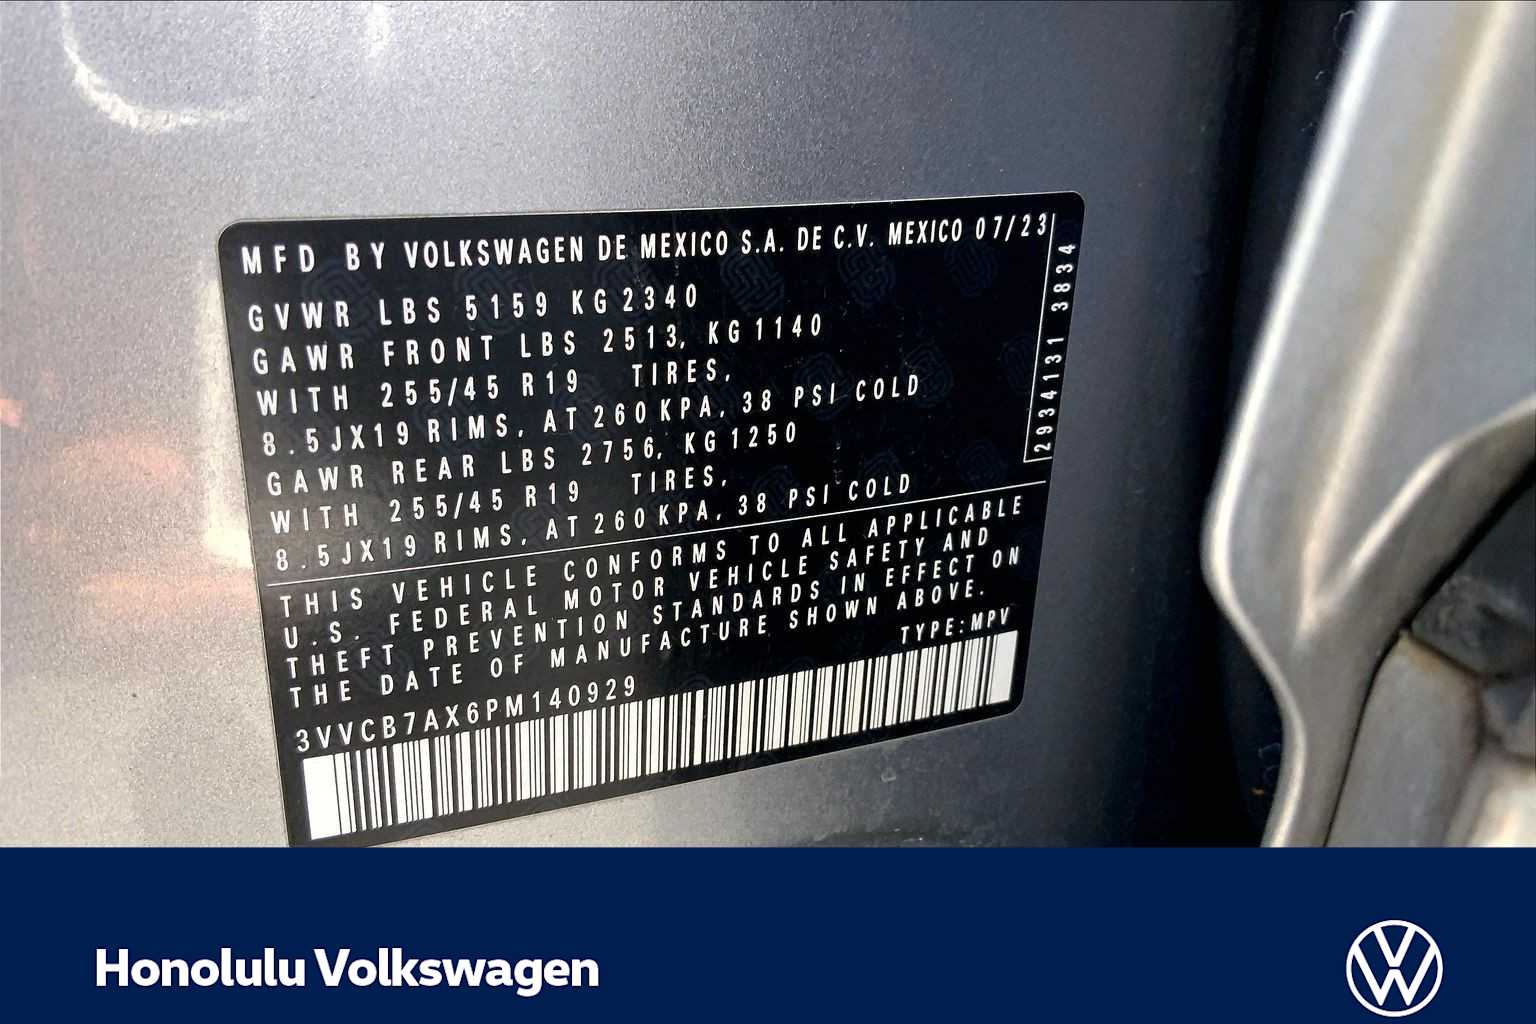 MFD BY VOLKSWAGEN DE MEXICO S.A. DE C.V. MEXICO 07/23
GVWR LBS 5159 KG 2340
GAWR FRONT LBS 2513, KG 1140
WITH 255/45 R19 TIRES,
8.5JX19 RIMS, AT 260 KPA, 38 PSI COLD
GAWR REAR LBS 2756, KG 1250
WITH 255/45 R19 TIRES,
8.5JX19 RIMS, AT 260 KPA, 38 PSI COLD
2934131 3834
THIS VEHICLE CONFORMS TO ALL APPLICABLE
U.S. FEDERAL MOTOR VEHICLE SAFETY AND
THEFT PREVENTION STANDARDS IN EFFECT ON
THE DATE OF MANUFACTURE SHOWN ABOVE.
TYPE:MPV
3VVCB7AX6PM140929
Honolulu Volkswagen